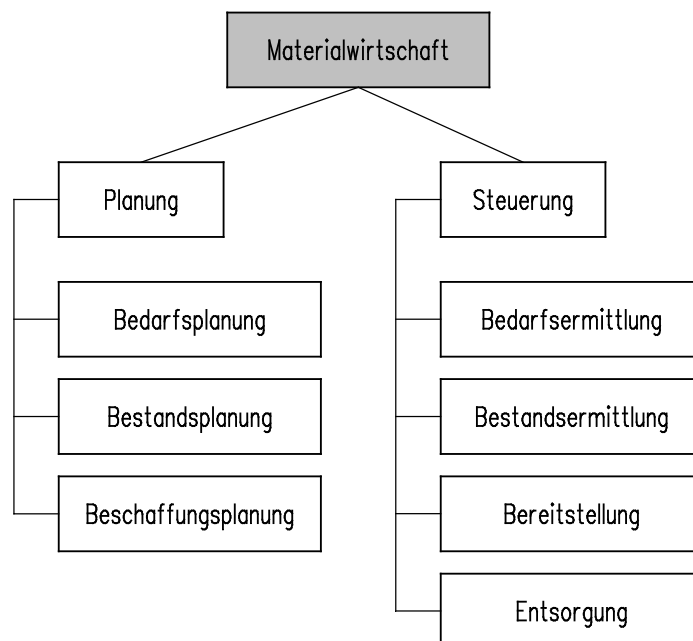 Materialwirtschaft
Planung
Steuerung
Bedarfsplanung
Bedarfsermittlung
Bestandsplanung
Bestandsermittlung
Beschaffungsplanung
Bereitstellung
Entsorgung